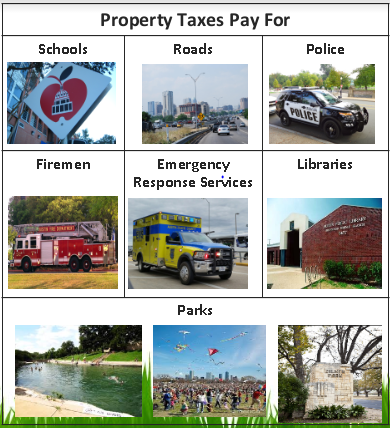 Property Taxes Pay For
Schools
Roads
Police
POLICE
Firemen
Emergency
Response Services
Libraries
Parks